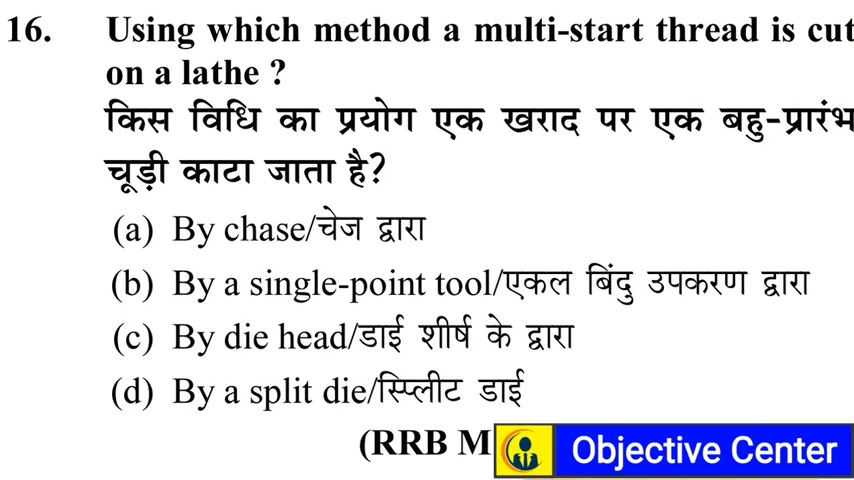 16. Using which method a multi-start thread is cut
on a lathe ?
किस विधि का प्रयोग एक खराद पर एक बहु-प्रारंभ
चूड़ी काटा जाता है?
(a) By chase/चेज द्वारा
(b) By a single-point tool/एकल बिंदु उपकरण द्वारा
(c) By die head/डाई शीर्ष के द्वारा
(d) By a split die/स्प्लीट डाई
(RRB M
Objective Center